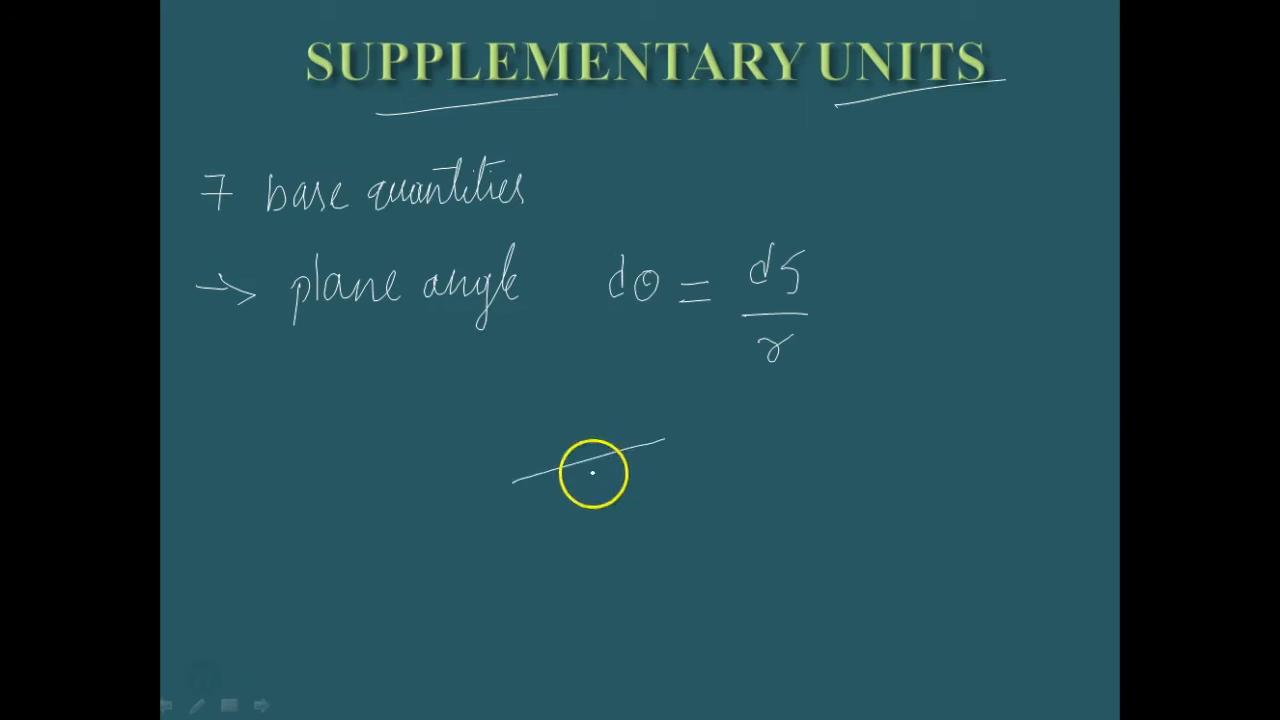 SUPPLEMENTARY UNITS
7 base quantities
→ plane angle dθ = ds/r